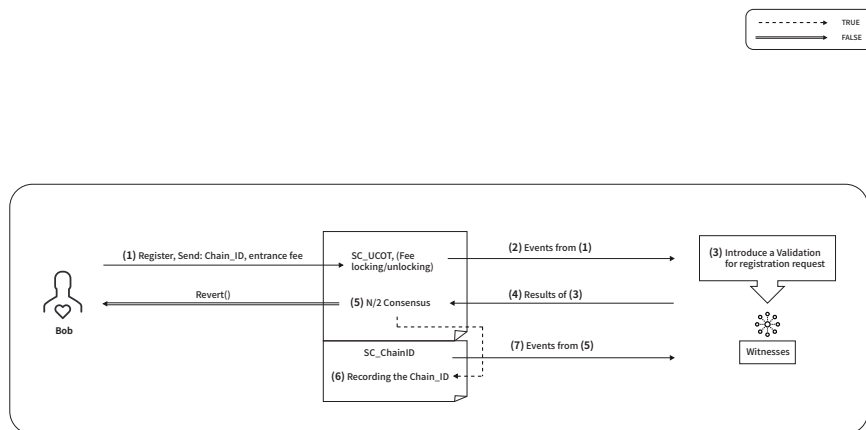 TRUE
FALSE
(1) Register, Send: Chain_ID, entrance fee
SC_UCOT, (Fee
locking/unlocking)
(2) Events from (1)
(3) Introduce a Validation
for registration request
Revert()
(5) N/2 Consensus
(4) Results of (3)
Bob
SC_ChainID
(7) Events from (5)
Witnesses
(6) Recording the Chain_ID